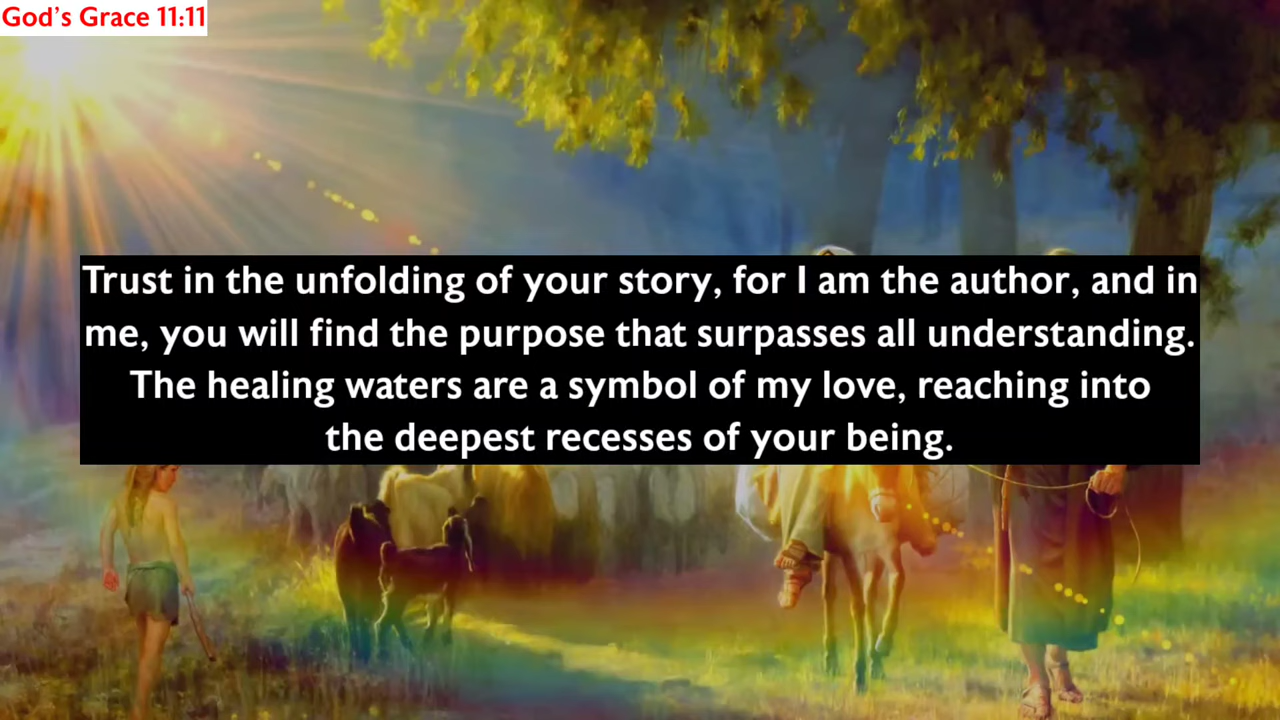 God's Grace 11:11
Trust in the unfolding of your story, for I am the author, and in
me, you will find the purpose that surpasses all understanding.
The healing waters are a symbol of my love, reaching into
the deepest recesses of your being.